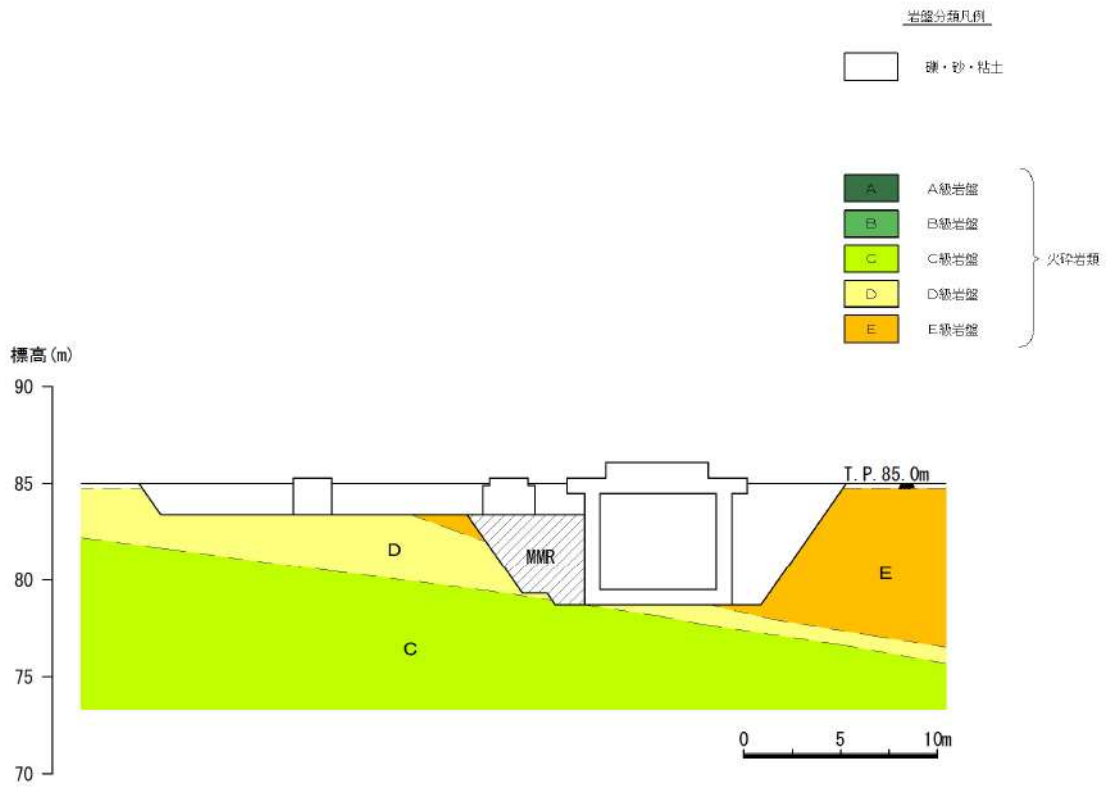 岩盤分類凡例
礫・砂・粘土
A A級岩盤
B B級岩盤
C C級岩盤
D D級岩盤
E E級岩盤
火砕岩類
標高(m)
90
85
80
75
70
T.P.85.0m
D
MMR
E
C
0 5 10m